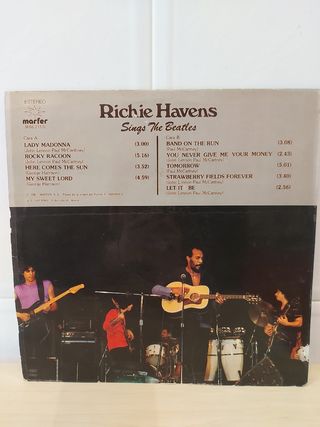 ESTEREO
marfer
Richie Havens
Sings The Beatles
Cara A
LADY MADONNA (3.00)
(John Lennon-Paul McCartney)
ROCKY RACOON (5.16)
(John Lennon-Paul McCartney)
HERE COMES THE SUN (3.52)
(George Harrison)
MY SWEET LORD (4.59)
(George Harrison)
Cara B
BAND ON THE RUN (3.08)
(Paul McCartney)
YOU NEVER GIVE ME YOUR MONEY (2.43)
(John Lennon-Paul McCartney)
TOMORROW (5.01)
(Paul McCartney)
STRAWBERRY FIELDS FOREVER (3.40)
(John Lennon-Paul McCartney)
LET IT BE (2.56)
(John Lennon-Paul McCartney)